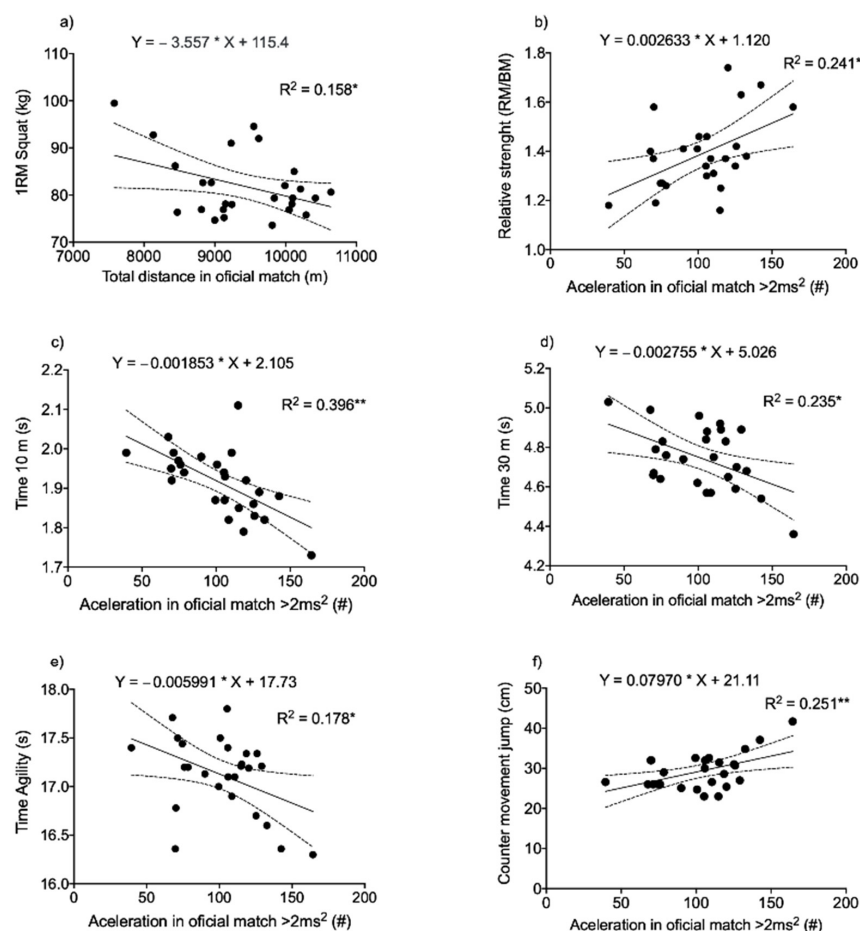 a)
Y = − 3.557 * X + 115.4
R² = 0.158*
1RM Squat (kg)
110
100
90
80
70
7000 8000 9000 10000 11000
Total distance in oficial match (m)
b)
Y = 0.002633 * X + 1.120
R² = 0.241*
Relative strenght (RM/BM)
1.8
1.6
1.4
1.2
1.0
0 50 100 150 200
Aceleration in oficial match >2ms² (#)
c)
Y = −0.001853 * X + 2.105
R² = 0.396**
Time 10 m (s)
2.2
2.1
2.0
1.9
1.8
1.7
0 50 100 150 200
Aceleration in oficial match >2ms² (#)
d)
Y = −0.002755 * X + 5.026
R² = 0.235*
Time 30 m (s)
5.2
5.0
4.8
4.6
4.4
4.2
0 50 100 150 200
Aceleration in oficial match >2ms² (#)
e)
Y = −0.005991 * X + 17.73
R² = 0.178*
Time Agility (s)
18.0
17.5
17.0
16.5
16.0
0 50 100 150 200
Aceleration in oficial match >2ms² (#)
f)
Y = 0.07970 * X + 21.11
R² = 0.251**
Counter movement jump (cm)
50
40
30
20
10
0
0 50 100 150 200
Aceleration in oficial match >2ms² (#)